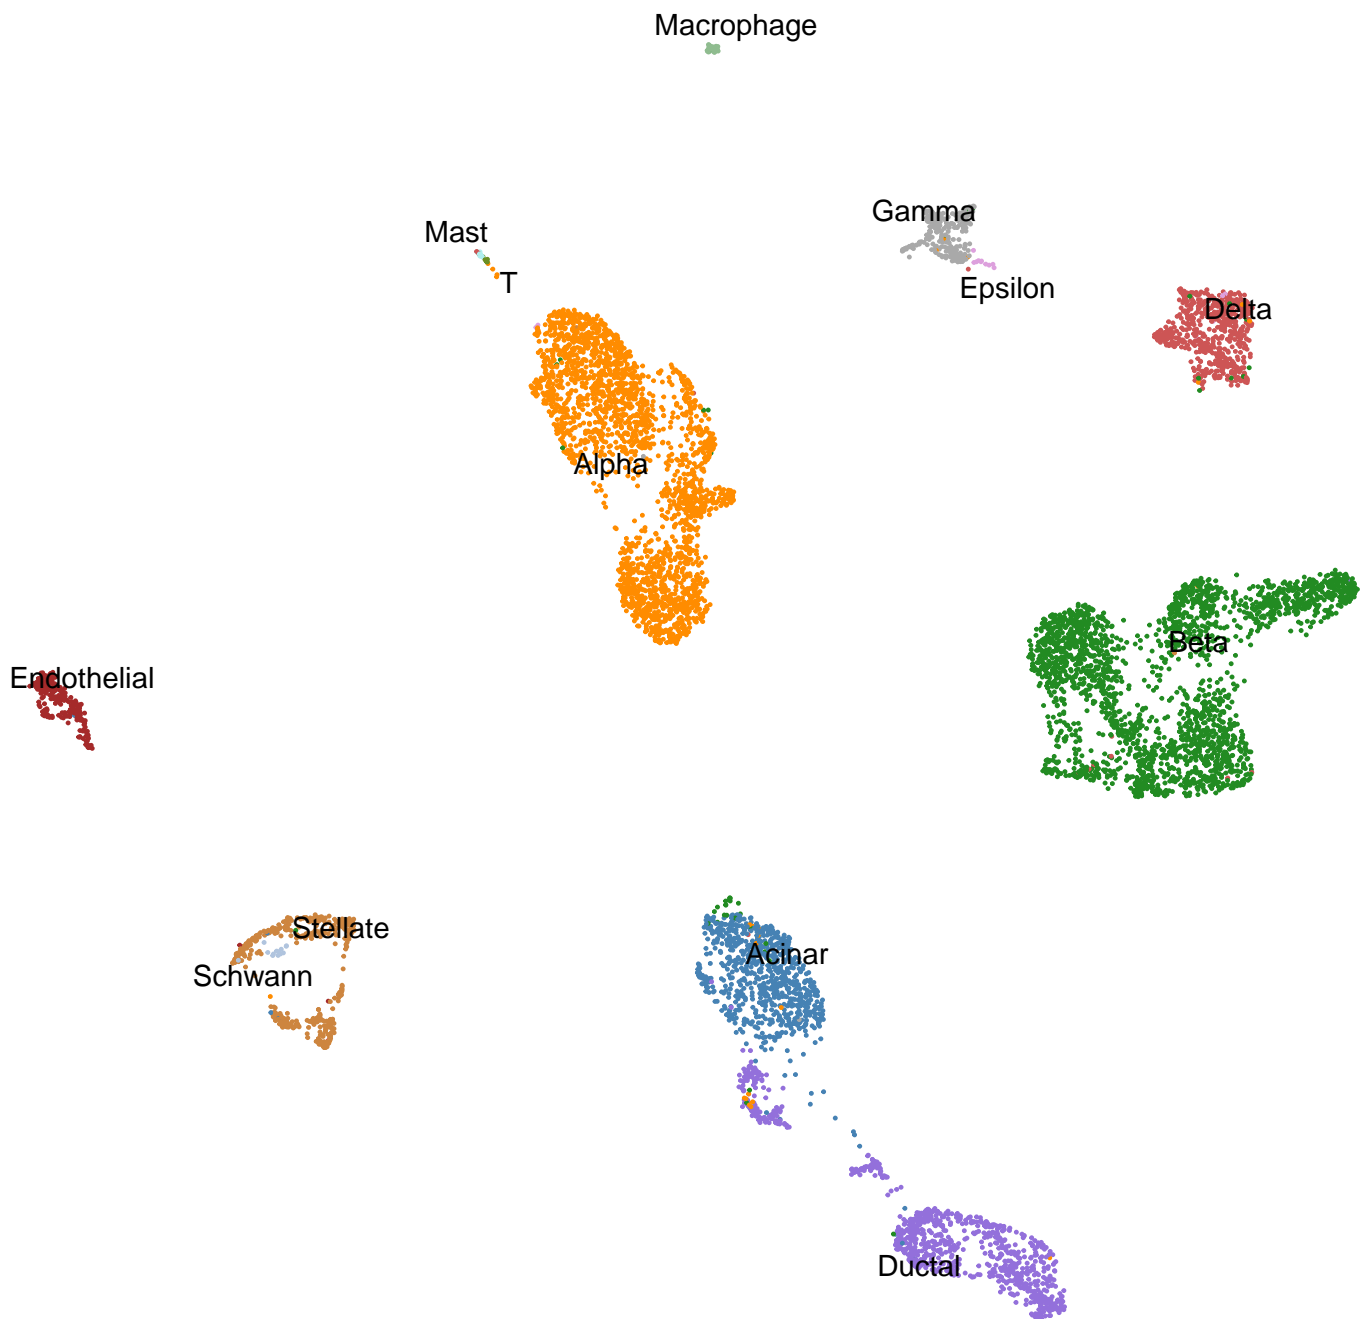 Macrophage
Gamma
Mast
T
Epsilon
Delta
Alpha
Beta
Endothelial
Stellate
Schwann
Acinar
Ductal